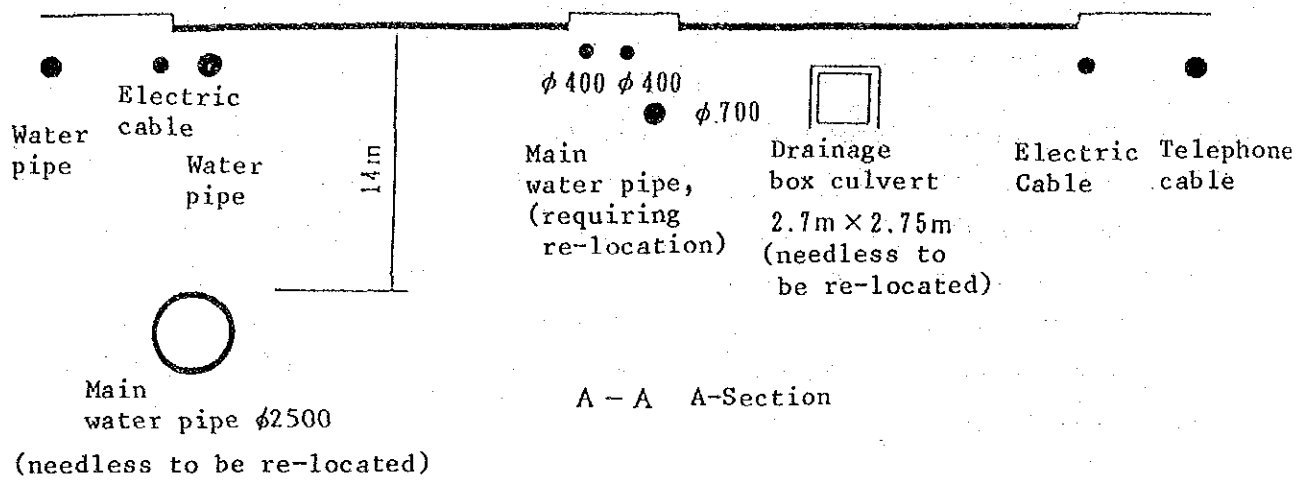 Water
pipe
Electric
cable
Water
pipe
14m
φ400 φ400
φ.700
Main
water pipe,
(requiring
re-location)
Drainage
box culvert
2.7m×2.75m
(needless to
be re-located)
Electric
Cable
Telephone
cable
Main
water pipe φ2500
(needless to be re-located)
A – A A-Section